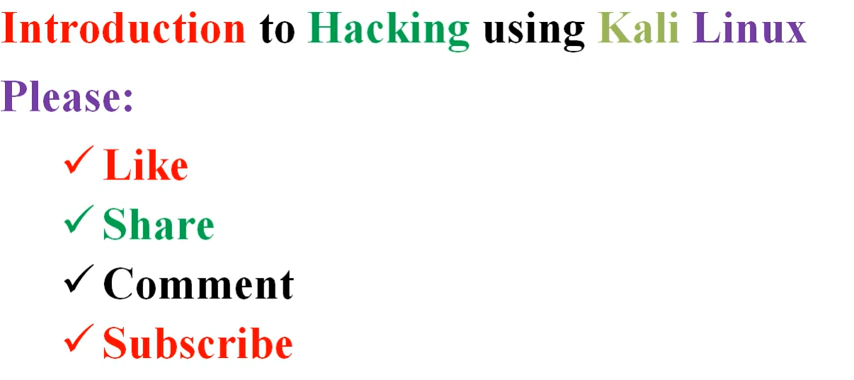 Introduction to Hacking using Kali Linux
Please:
✓ Like
✓ Share
✓ Comment
✓ Subscribe